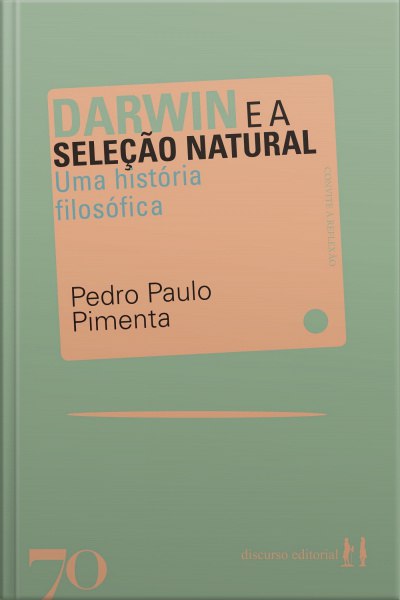 DARWIN E A
SELEÇÃO NATURAL
Uma história
filosófica
CONVITE À REFLEXÃO
Pedro Paulo
Pimenta
70
discurso editorial